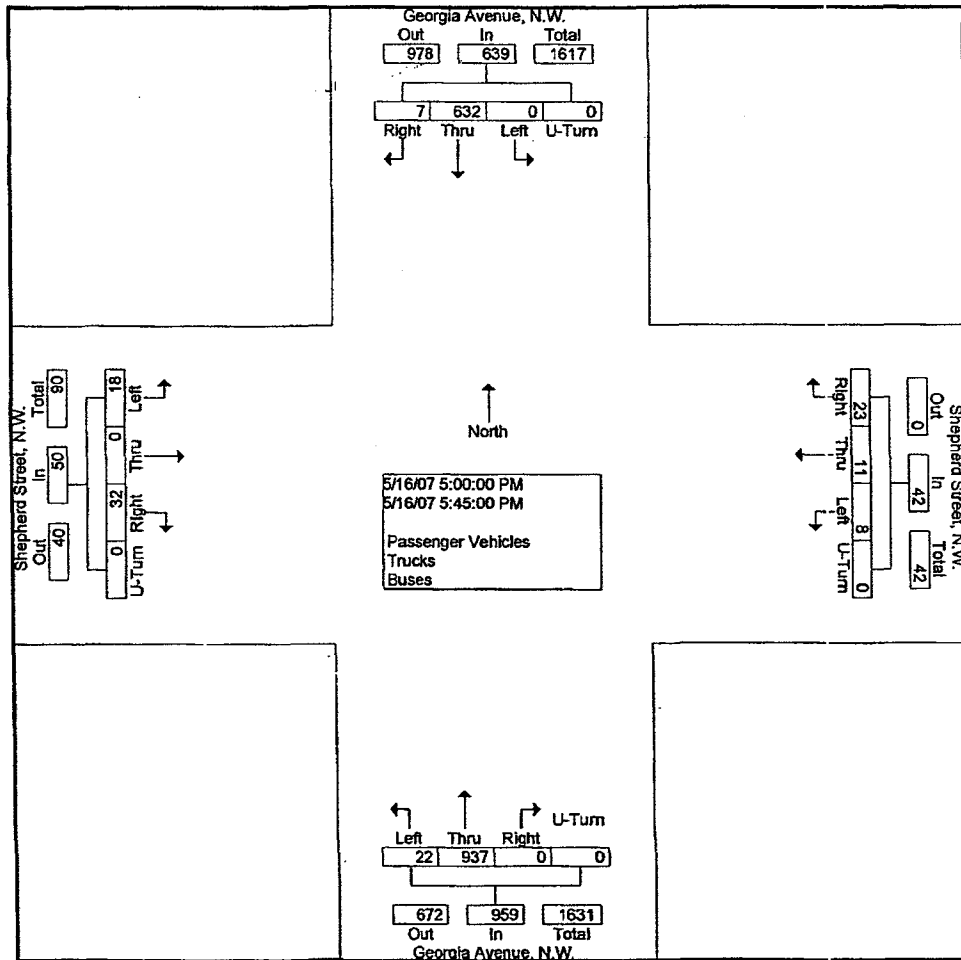 Georgia Avenue, N.W.
Out In Total
978 639 1617
7 632 0 0
Right Thru Left U-Turn
Shepherd Street, N.W.
Total In Out
90 50 40
18 0 32 0
Left Thru Right U-Turn
North
5/16/07 5:00:00 PM
5/16/07 5:45:00 PM
Passenger Vehicles
Trucks
Buses
Right Thru Left U-Turn
23 11 8 0
Out In Total
0 42 42
Shepherd Street, N.W.
U-Turn
Left Thru Right
22 937 0 0
672 959 1631
Out In Total
Georgia Avenue, N.W.